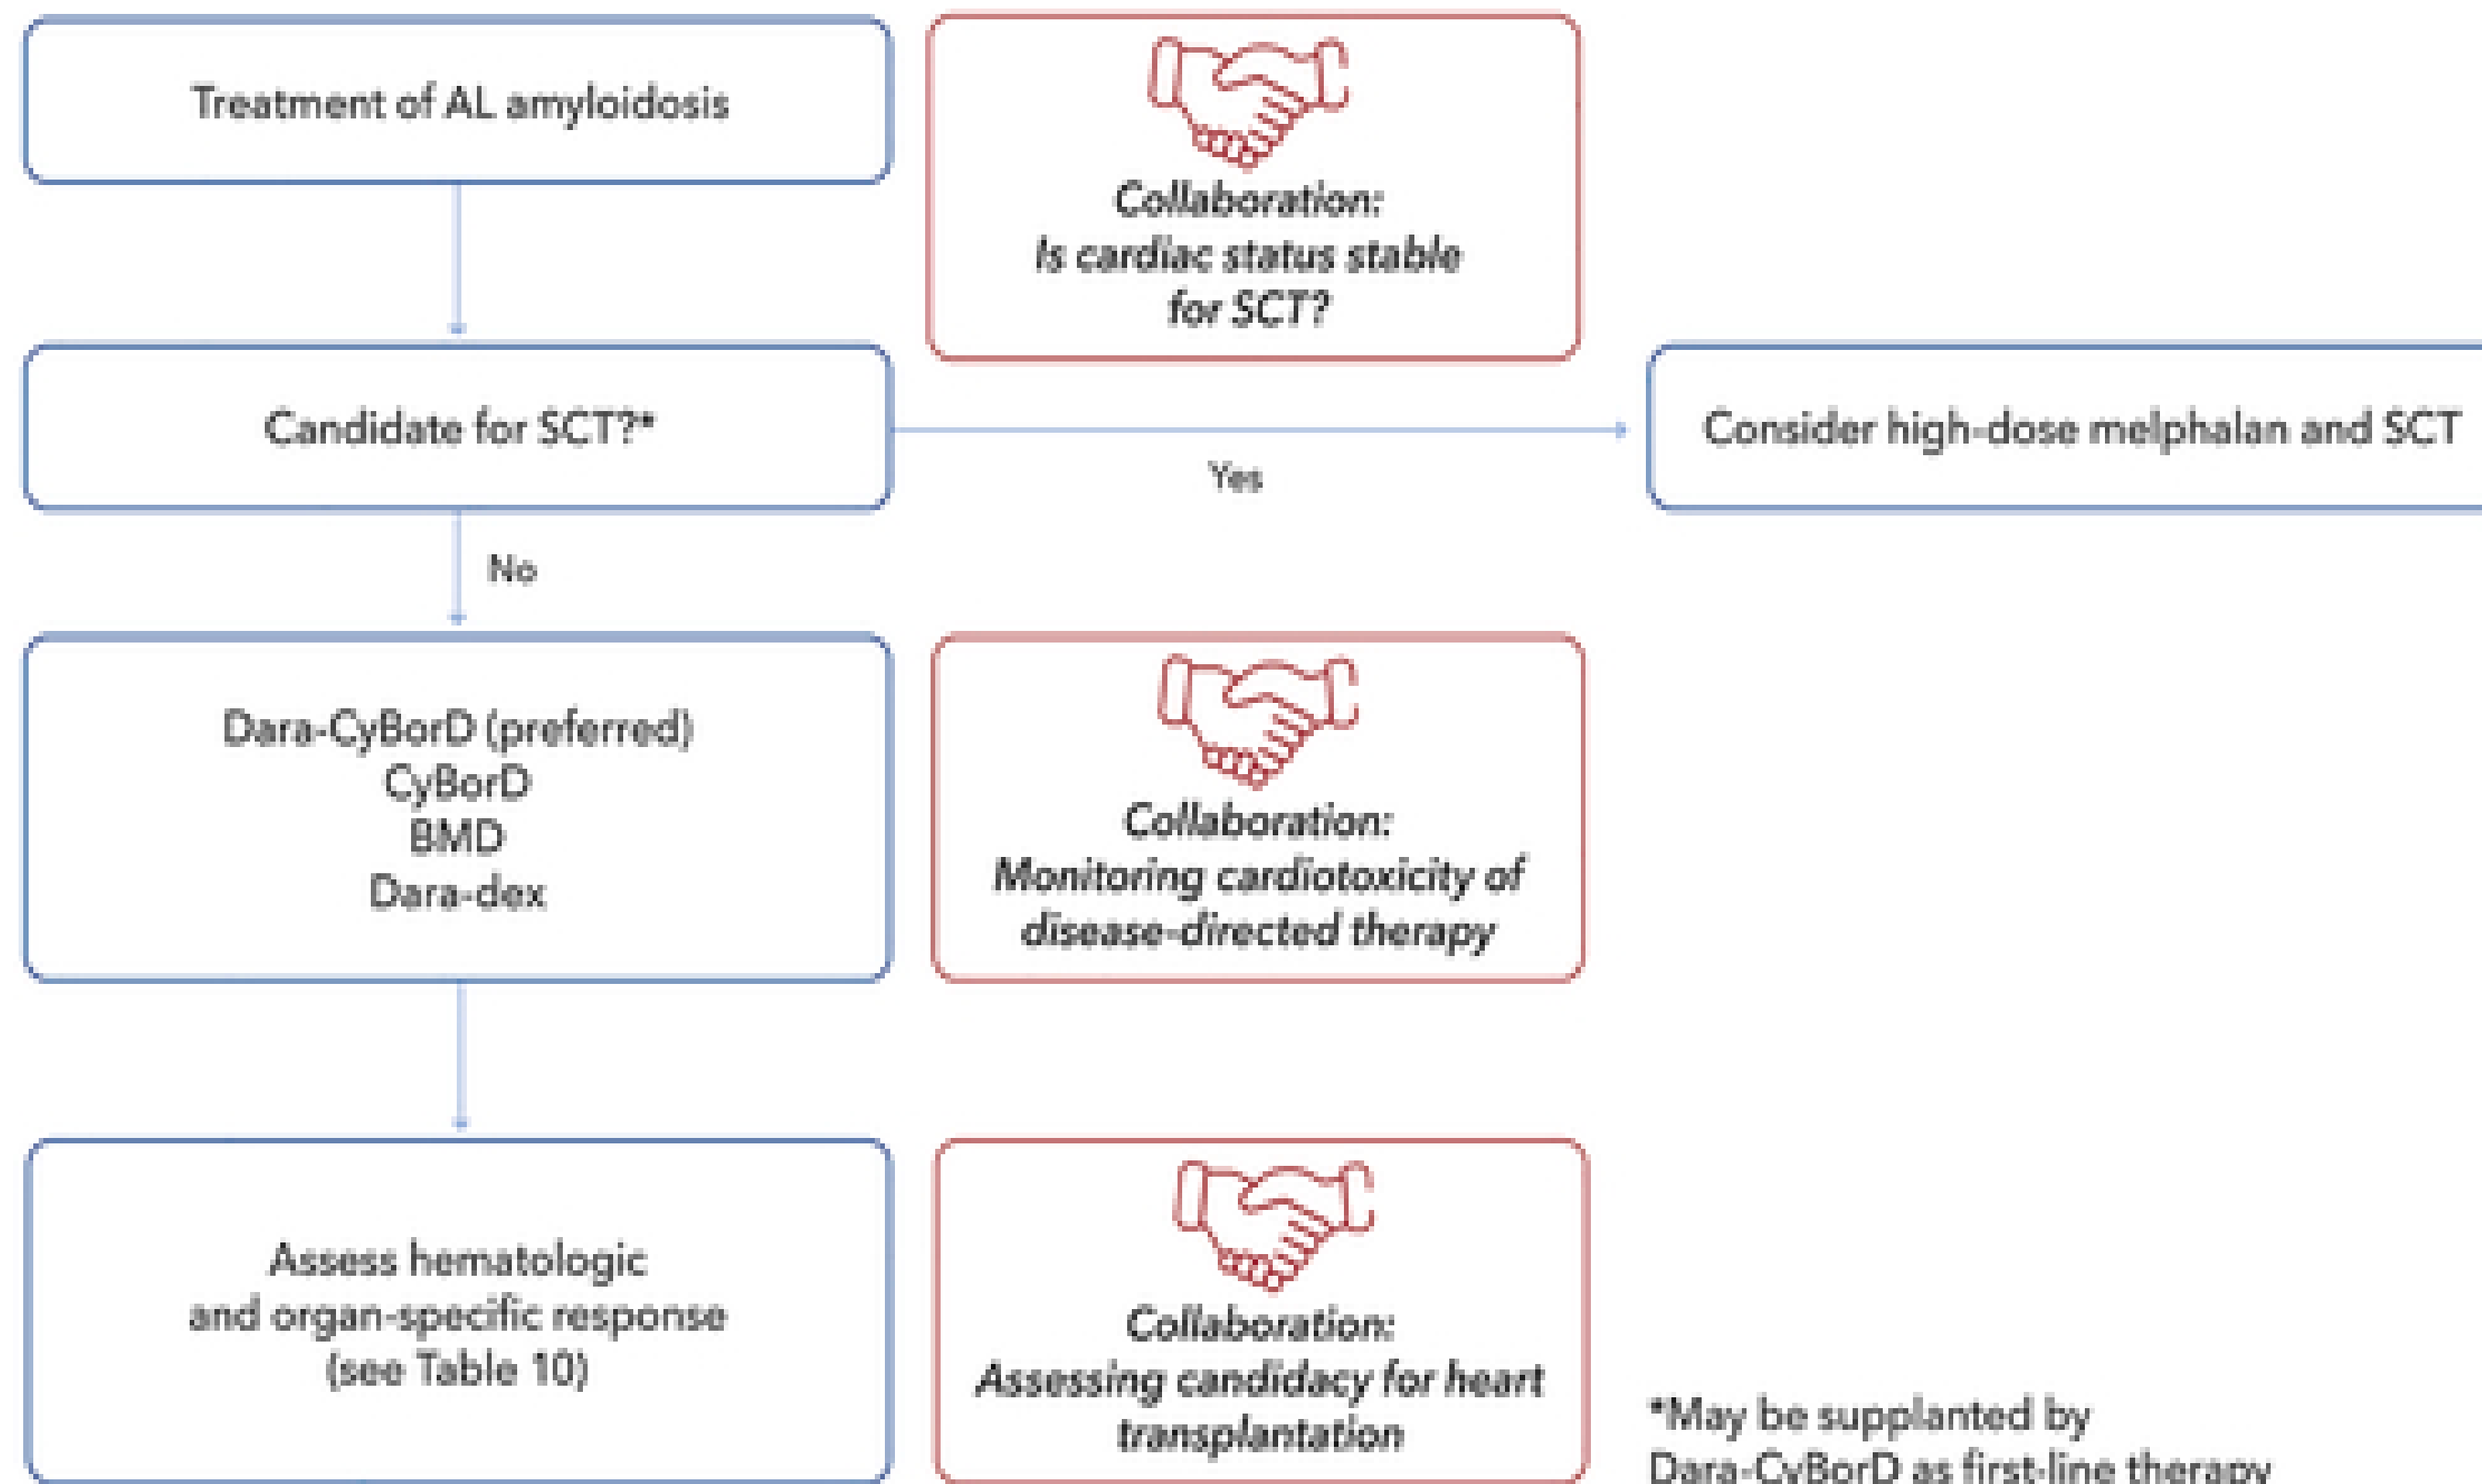 Treatment of AL amyloidosis
Collaboration:
Is cardiac status stable
for SCT?
Candidate for SCT?*
Yes
Consider high-dose melphalan and SCT
No
Dara-CyBorD (preferred)
CyBorD
BMD
Dara-dex
Collaboration:
Monitoring cardiotoxicity of
disease-directed therapy
Assess hematologic
and organ-specific response
(see Table 10)
Collaboration:
Assessing candidacy for heart
transplantation
*May be supplanted by
Dara-CyBorD as first-line therapy